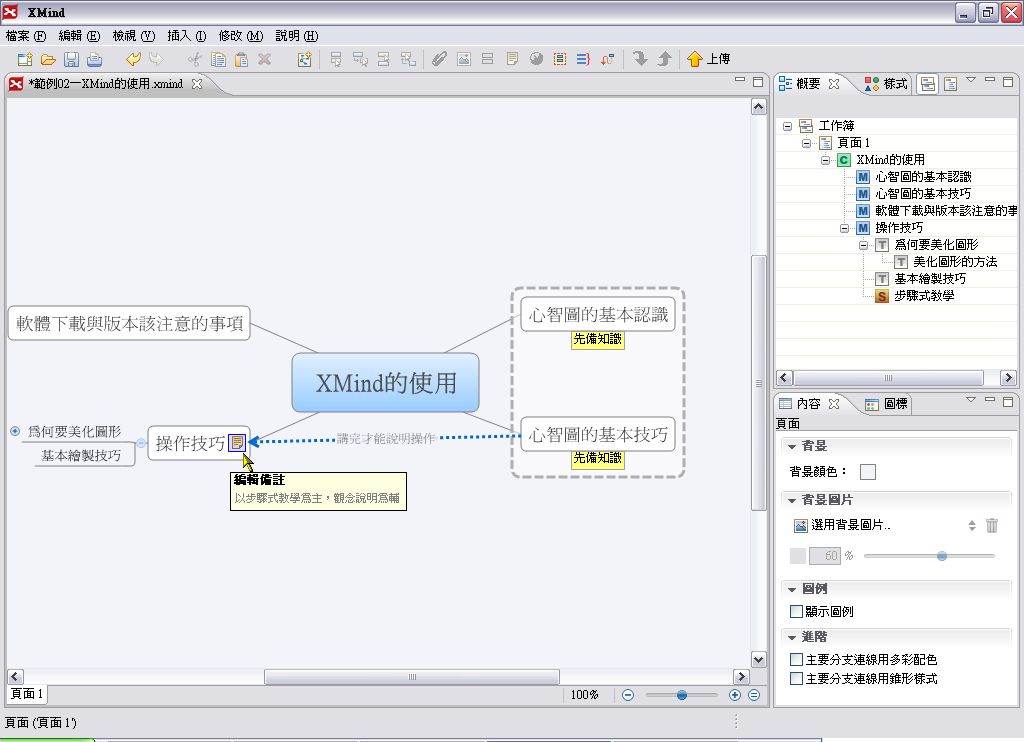 XMind
檔案 (F) 編輯 (E) 檢視 (V) 插入 (I) 修改 (M) 說明 (H)
上傳
*範例02—XMind的使用.xmind
概要
樣式
工作簿
頁面 1
C XMind的使用
M 心智圖的基本認識
M 心智圖的基本技巧
M 軟體下載與版本該注意的事
M 操作技巧
T 為何要美化圖形
T 美化圖形的方法
T 基本繪製技巧
S 步驟式教學
心智圖的基本認識
先備知識
軟體下載與版本該注意的事項
XMind的使用
心智圖的基本技巧
先備知識
講完才能說明操作
操作技巧
為何要美化圖形
基本繪製技巧
編輯備註
以步驟式教學為主，觀念說明為輔
內容
圖標
頁面
背景
背景顏色：
背景圖片
選用背景圖片..
60 %
圖例
顯示圖例
進階
主要分支連線用多彩配色
主要分支連線用錐形樣式
頁面 1
100%
頁面 ('頁面 1')